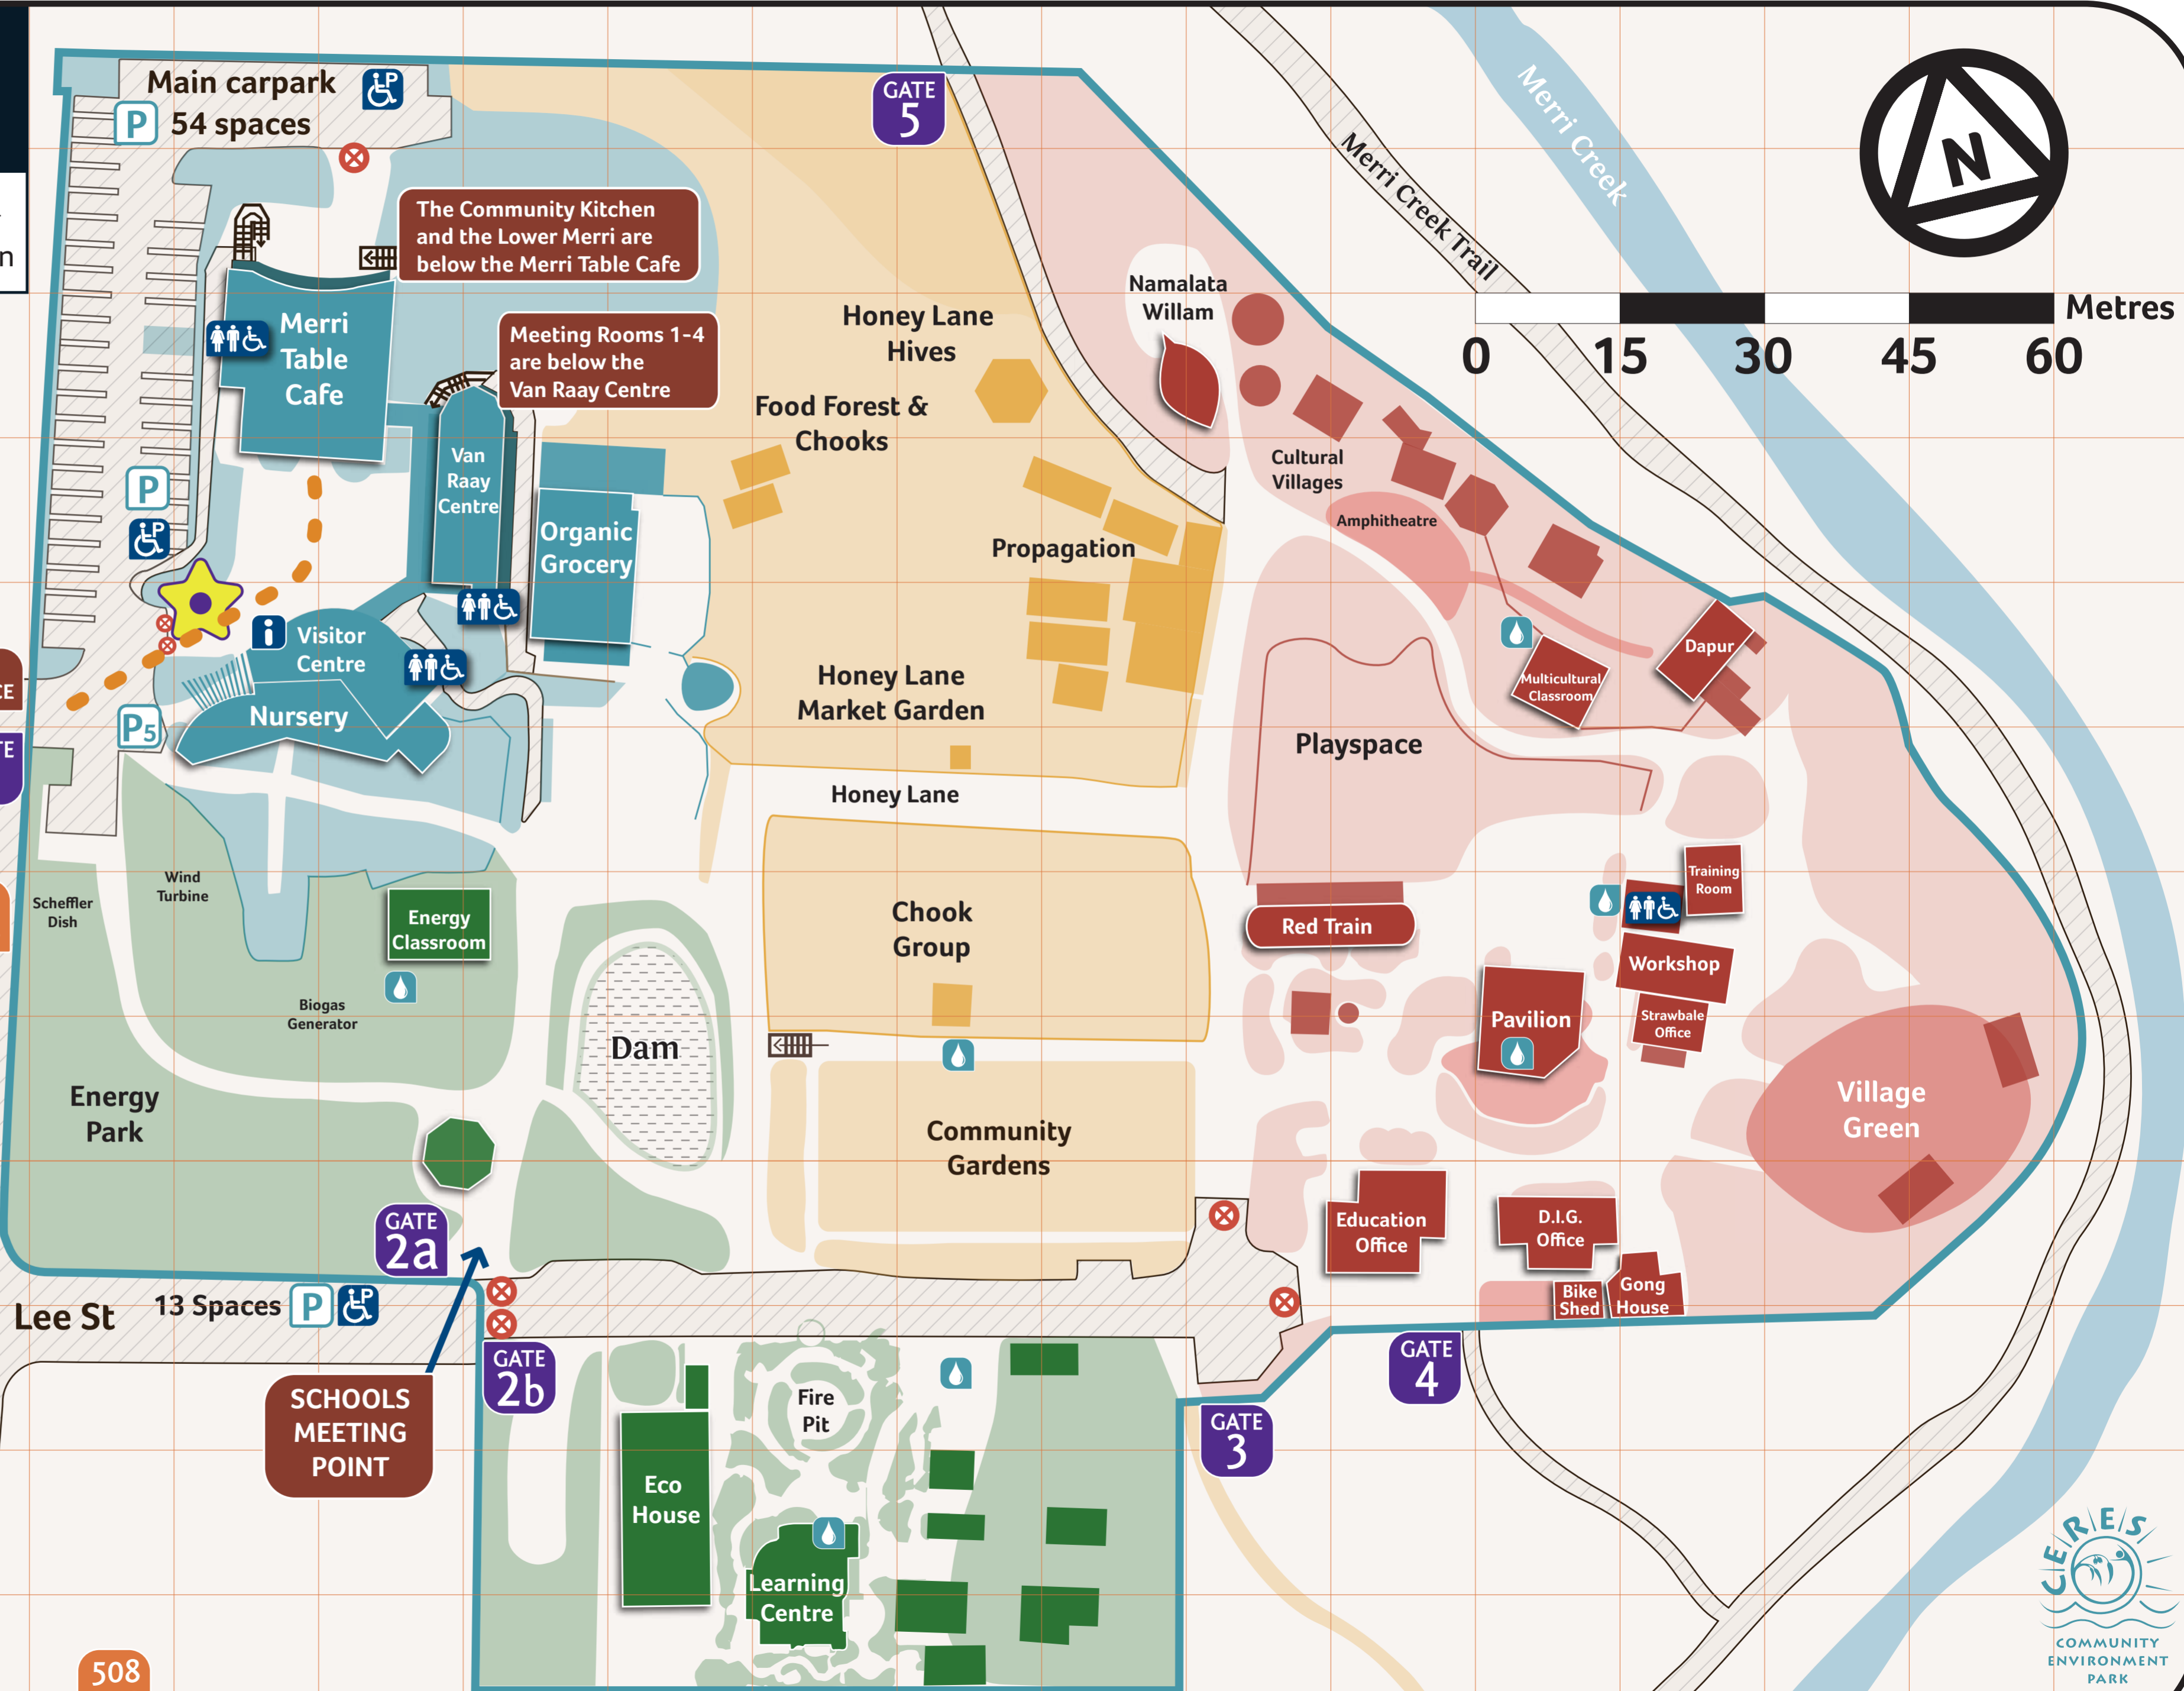 Main carpark
P 54 spaces
P
GATE
5
Merri Creek
Merri Creek Trail
N
Metres
0 15 30 45 60
n
The Community Kitchen
and the Lower Merri are
below the Merri Table Cafe
Meeting Rooms 1-4
are below the
Van Raay Centre
Merri
Table
Cafe
Van
Raay
Centre
Organic
Grocery
P
P
Honey Lane
Hives
Food Forest &
Chooks
Propagation
Namalata
Willam
Cultural
Villages
Amphitheatre
i
Visitor
Centre
Nursery
P5
CE
TE
Honey Lane
Market Garden
Honey Lane
Playspace
Multicultural
Classroom
Dapur
Scheffler
Dish
Wind
Turbine
Energy
Classroom
Biogas
Generator
Energy
Park
Dam
Chook
Group
Community
Gardens
Red Train
Training
Room
Workshop
Strawbale
Office
Pavilion
Village
Green
Education
Office
D.I.G.
Office
Bike
Shed
Gong
House
GATE
2a
Lee St
13 Spaces P
P
GATE
2b
GATE
3
GATE
4
SCHOOLS
MEETING
POINT
Fire
Pit
Eco
House
Learning
Centre
508
CERES
COMMUNITY
ENVIRONMENT
PARK